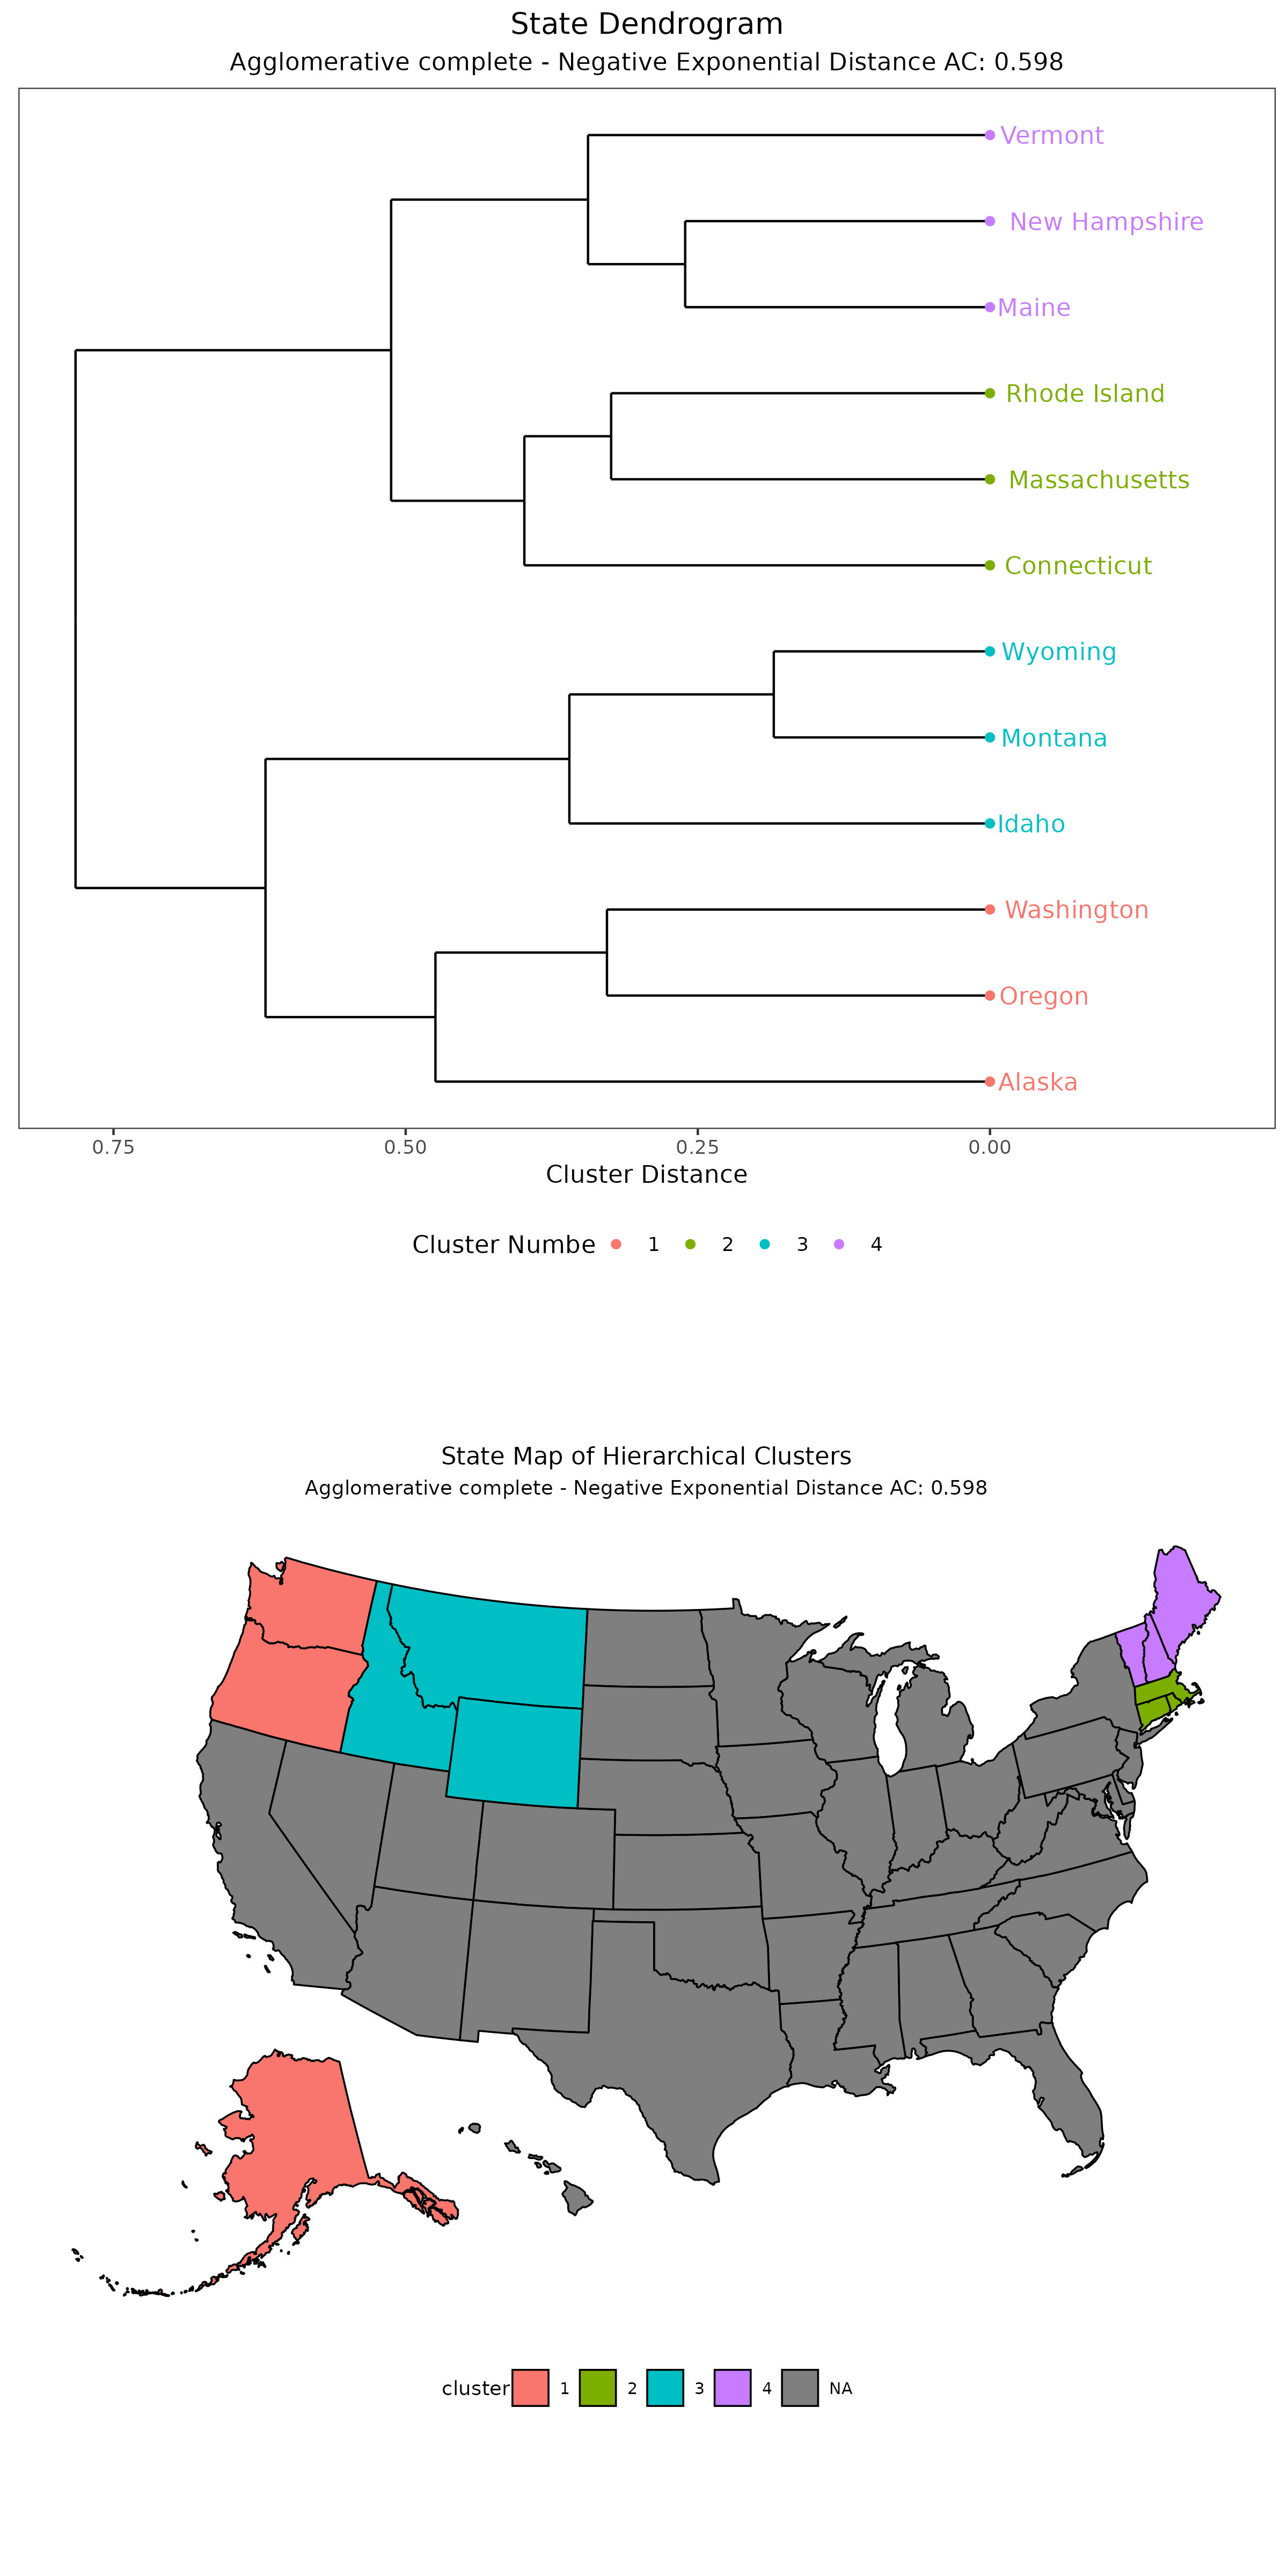 State Dendrogram
Agglomerative complete - Negative Exponential Distance AC: 0.598
Vermont
New Hampshire
Maine
Rhode Island
Massachusetts
Connecticut
Wyoming
Montana
Idaho
Washington
Oregon
Alaska
0.75 0.50 0.25 0.00
Cluster Distance
Cluster Numbe 1 2 3 4
State Map of Hierarchical Clusters
Agglomerative complete - Negative Exponential Distance AC: 0.598
cluster 1 2 3 4 NA